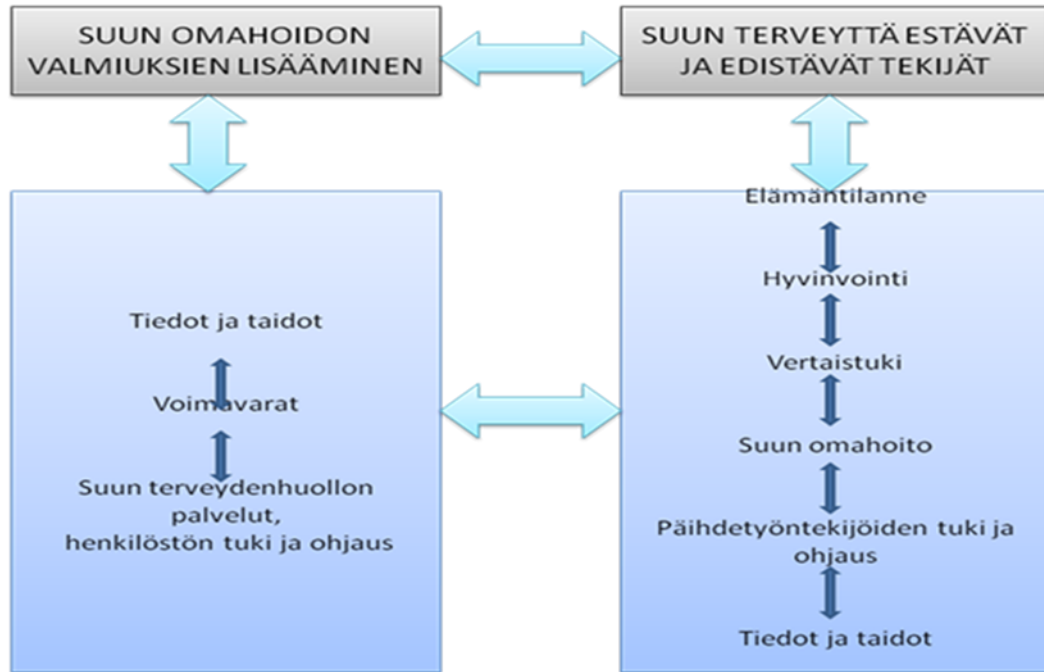 SUUN OMAHOIDON
VALMIUKSIEN LISÄÄMINEN
SUUN TERVEYTTÄ ESTÄVÄT
JA EDISTÄVÄT TEKIJÄT
Tiedot ja taidot
Voimavarat
Suun terveydenhuollon
palvelut,
henkilöstön tuki ja ohjaus
Elämäntilanne
Hyvinvointi
Vertaistuki
Suun omahoito
Päihdetyöntekijöiden tuki ja
ohjaus
Tiedot ja taidot